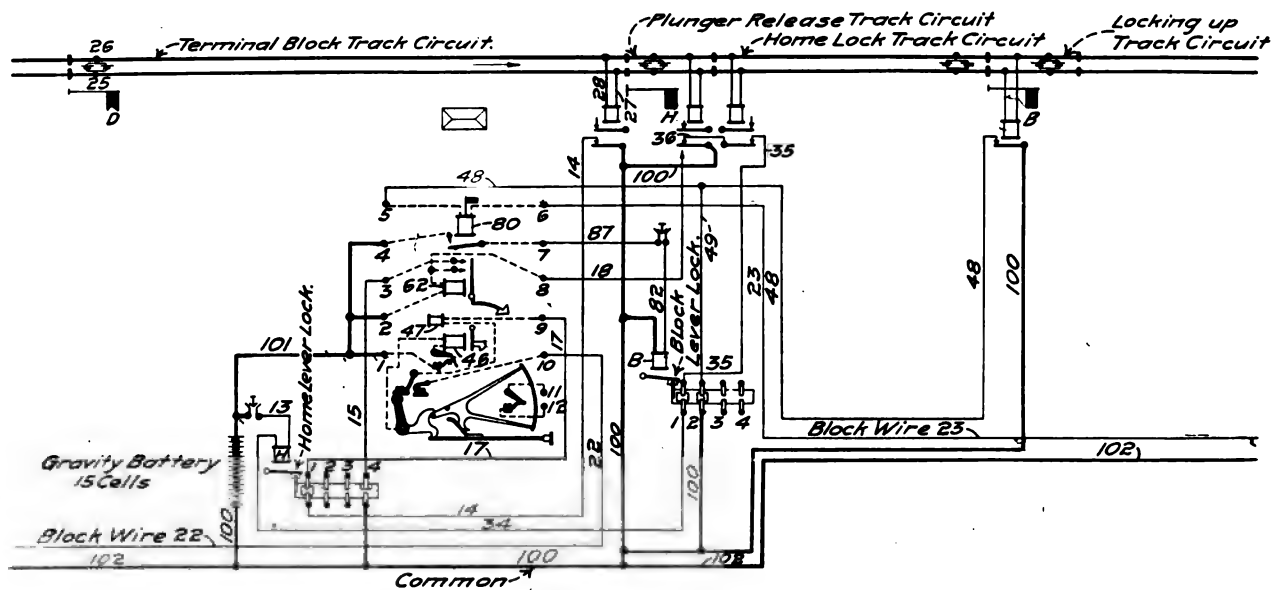 26
Terminal Block Track Circuit.
Plunger Release Track Circuit
Home Lock Track Circuit
Locking up
Track Circuit
25
D
28
27
H
B
36
35
14
100
48
5
6
80
49
4
7
87
18
3
62
8
23
48
82
Block
Lever Lock.
48
100
2
47
9
17
101
1
46
10
B
35
11
12
13
Home Lever Lock.
15
22
100
1 2 3 4
17
Block Wire 23
102
Gravity Battery
15 Cells
H
1 2 3 4
100
100
14
34
Block Wire 22
102
100
102
Common